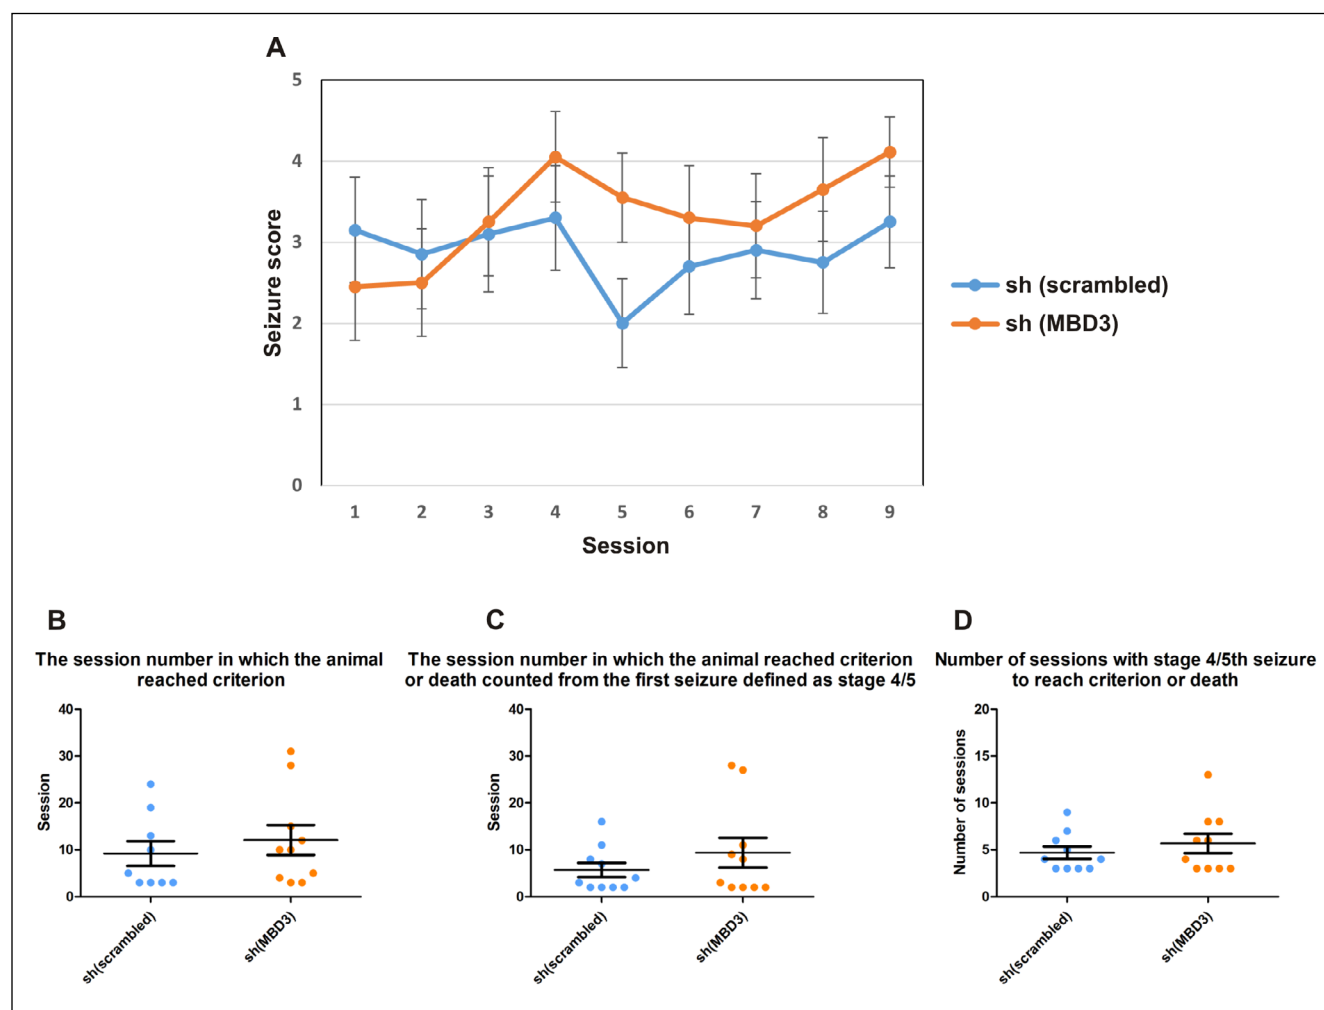 A
5
4
3
2
1
0
Seizure score
1 2 3 4 5 6 7 8 9
Session
sh (scrambled)
sh (MBD3)
B
The session number in which the animal
reached criterion
40
30
20
10
0
Session
sh(scrambled)
sh(MBD3)
C
The session number in which the animal reached criterion
or death counted from the first seizure defined as stage 4/5
40
30
20
10
0
Session
sh(scrambled)
sh(MBD3)
D
Number of sessions with stage 4/5th seizure
to reach criterion or death
20
15
10
5
0
Number of sessions
sh(scrambled)
sh(MBD3)